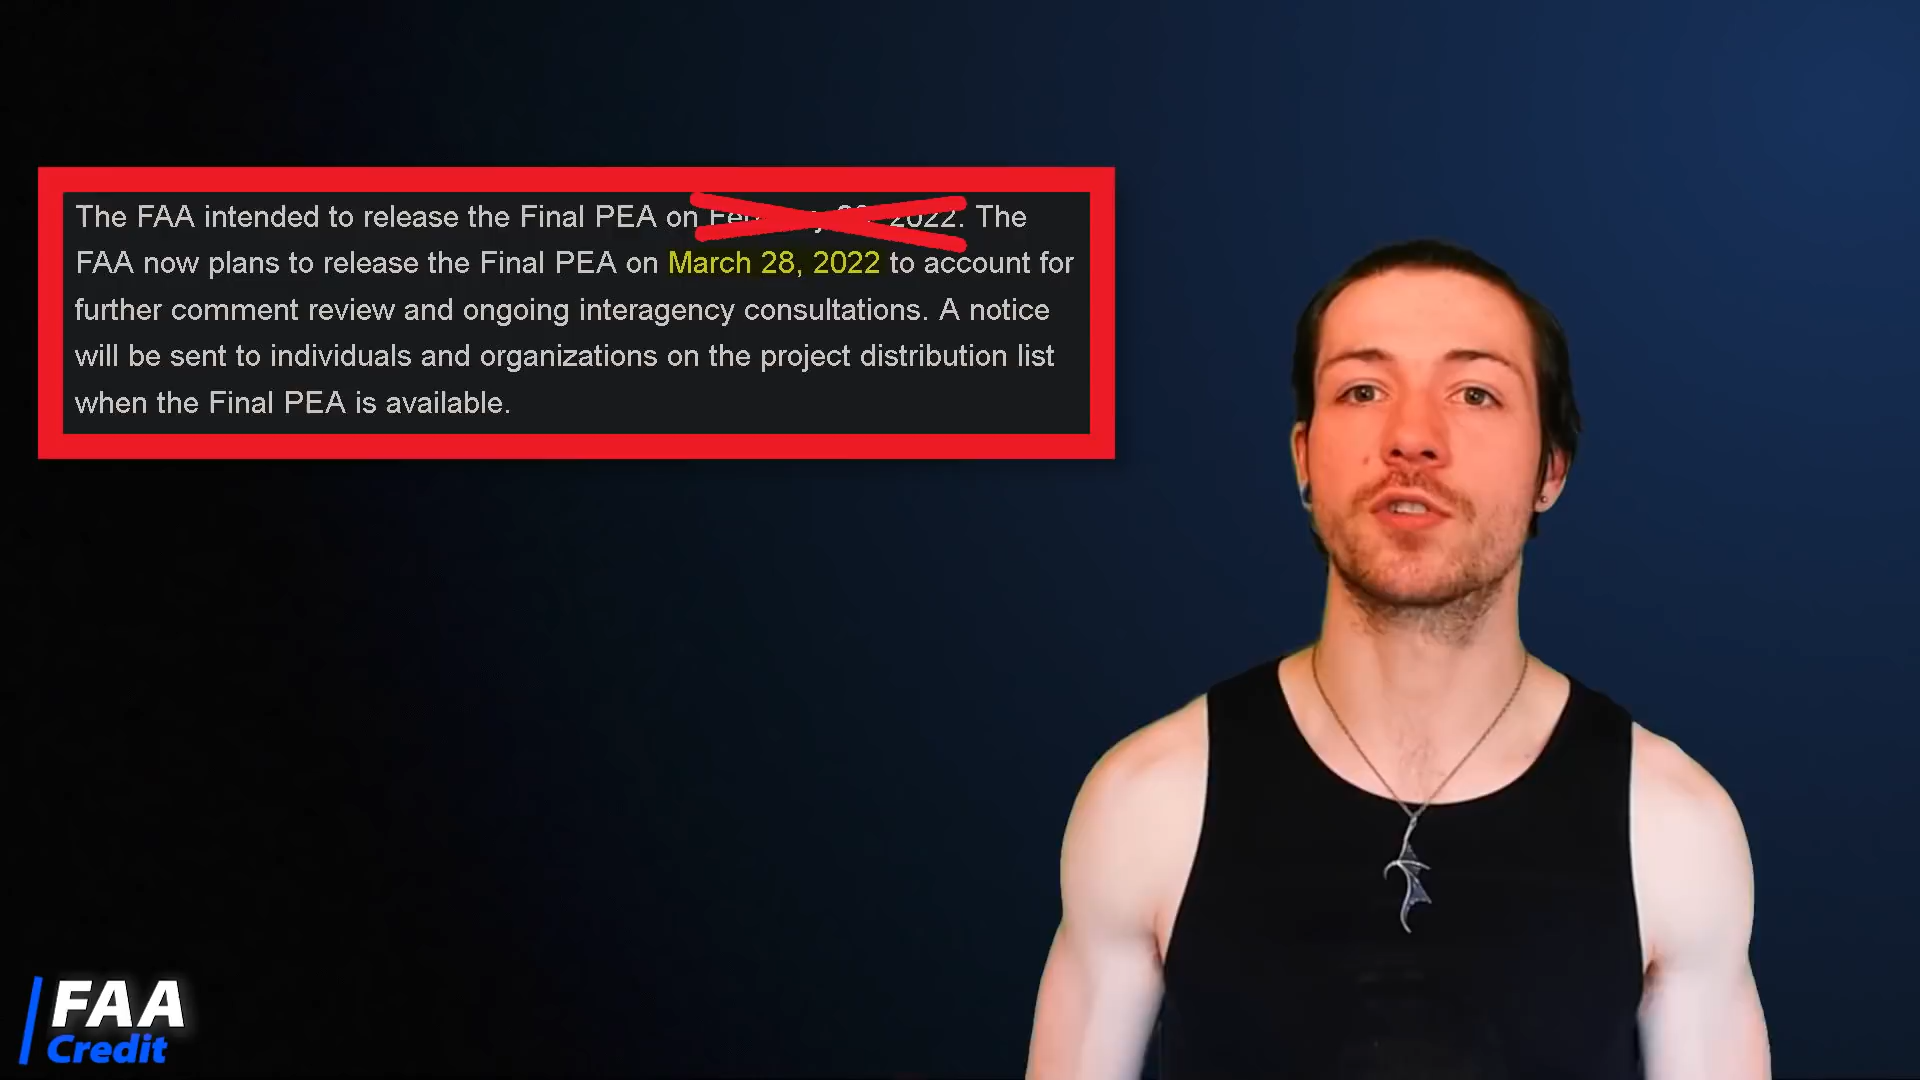 The FAA intended to release the Final PEA on 2022. The
FAA now plans to release the Final PEA on March 28, 2022 to account for
further comment review and ongoing interagency consultations. A notice
will be sent to individuals and organizations on the project distribution list
when the Final PEA is available.
FAA
Credit